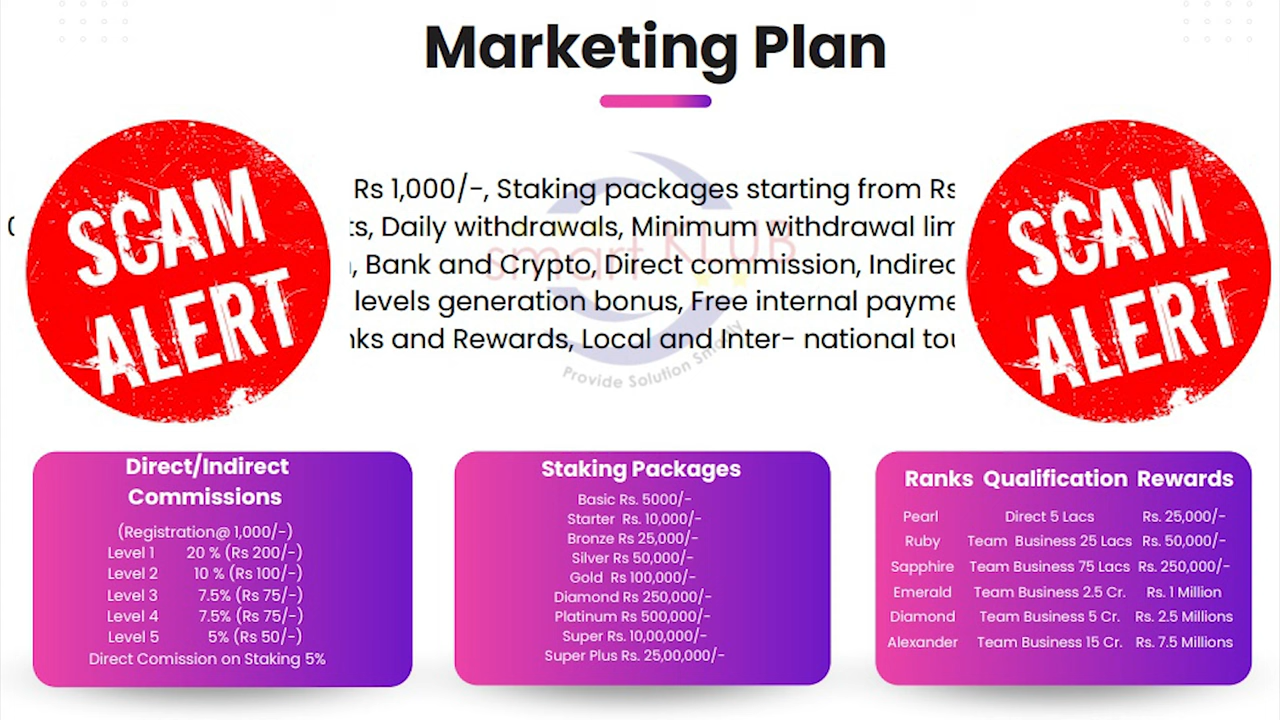 Marketing Plan
SCAM
ALERT
Rs 1,000/-, Staking packages starting from Rs
Daily withdrawals, Minimum withdrawal
Bank and Crypto, Direct commission,
levels generation bonus, Free internal
and Rewards, Local and Inter- national
smart KLUB
Provide Solution Smartly
SCAM
ALERT
Direct/Indirect
Commissions
(Registration@ 1,000/-)
Level 1 20 % (Rs 200/-)
Level 2 10 % (Rs 100/-)
Level 3 7.5% (Rs 75/-)
Level 4 7.5% (Rs 75/-)
Level 5 5% (Rs 50/-)
Direct Comission on Staking 5%
Staking Packages
Basic Rs. 5000/-
Starter Rs. 10,000/-
Bronze Rs 25,000/-
Silver Rs 50,000/-
Gold Rs 100,000/-
Diamond Rs 250,000/-
Platinum Rs 500,000/-
Super Rs. 10,00,000/-
Super Plus Rs. 25,00,000/-
Ranks Qualification Rewards
Pearl Direct 5 Lacs Rs. 25,000/-
Ruby Team Business 25 Lacs Rs. 50,000/-
Sapphire Team Business 75 Lacs Rs. 250,000/-
Emerald Team Business 2.5 Cr. Rs. 1 Million
Diamond Team Business 5 Cr. Rs. 2.5 Millions
Alexander Team Business 15 Cr. Rs. 7.5 Millions